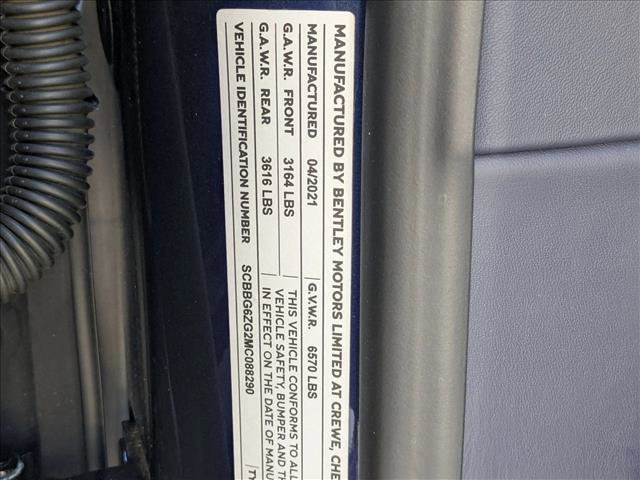 MANUFACTURED BY BENTLEY MOTORS LIMITED AT CREWE, CHE
MANUFACTURED 04/2021 G.V.W.R. 6570 LBS
G.A.W.R. FRONT 3164 LBS THIS VEHICLE CONFORMS TO ALL
G.A.W.R. REAR 3616 LBS VEHICLE SAFETY, BUMPER AND TH
IN EFFECT ON THE DATE OF MANU
VEHICLE IDENTIFICATION NUMBER SCBBG6ZG2MC088290 TY